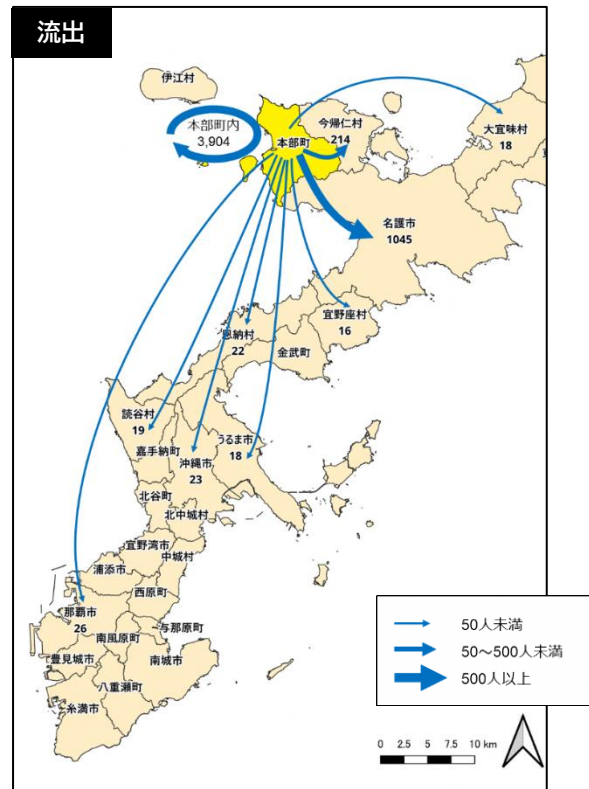 流出
伊江村
本部町内
3,904
本部町
今帰仁村
214
大宜味村
18
名護市
1045
宜野座村
16
恩納村
22
金武町
読谷村
19
嘉手納町
うるま市
18
沖縄市
23
北谷町
北中城村
宜野湾市
中城村
浦添市
西原町
那覇市
26
与那原町
南風原町
豊見城市
南城市
八重瀬町
糸満市
50人未満
50~500人未満
500人以上
0 2.5 5 7.5 10 km